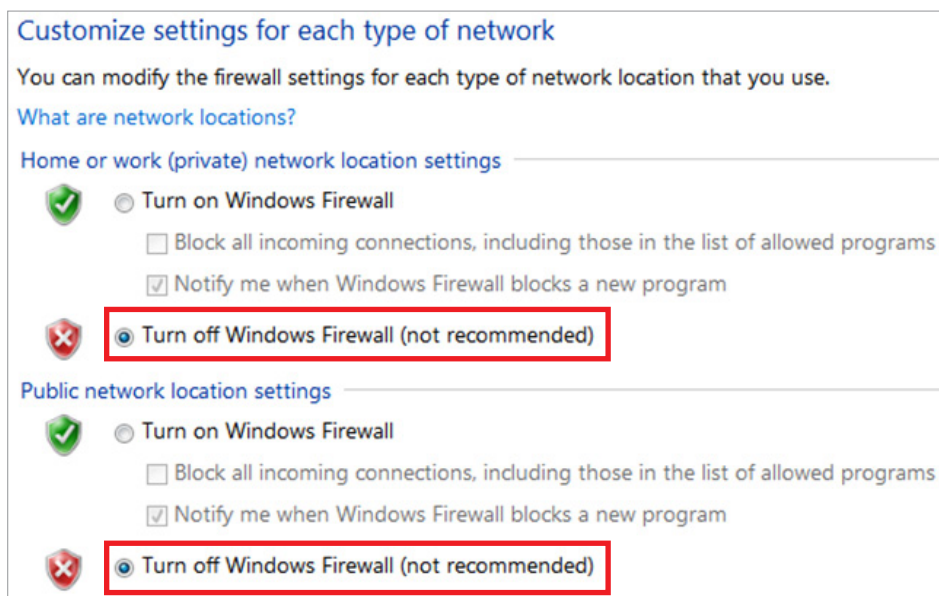 Customize settings for each type of network
You can modify the firewall settings for each type of network location that you use.
What are network locations?
Home or work (private) network location settings
Turn on Windows Firewall
Block all incoming connections, including those in the list of allowed programs
Notify me when Windows Firewall blocks a new program
Turn off Windows Firewall (not recommended)
Public network location settings
Turn on Windows Firewall
Block all incoming connections, including those in the list of allowed programs
Notify me when Windows Firewall blocks a new program
Turn off Windows Firewall (not recommended)